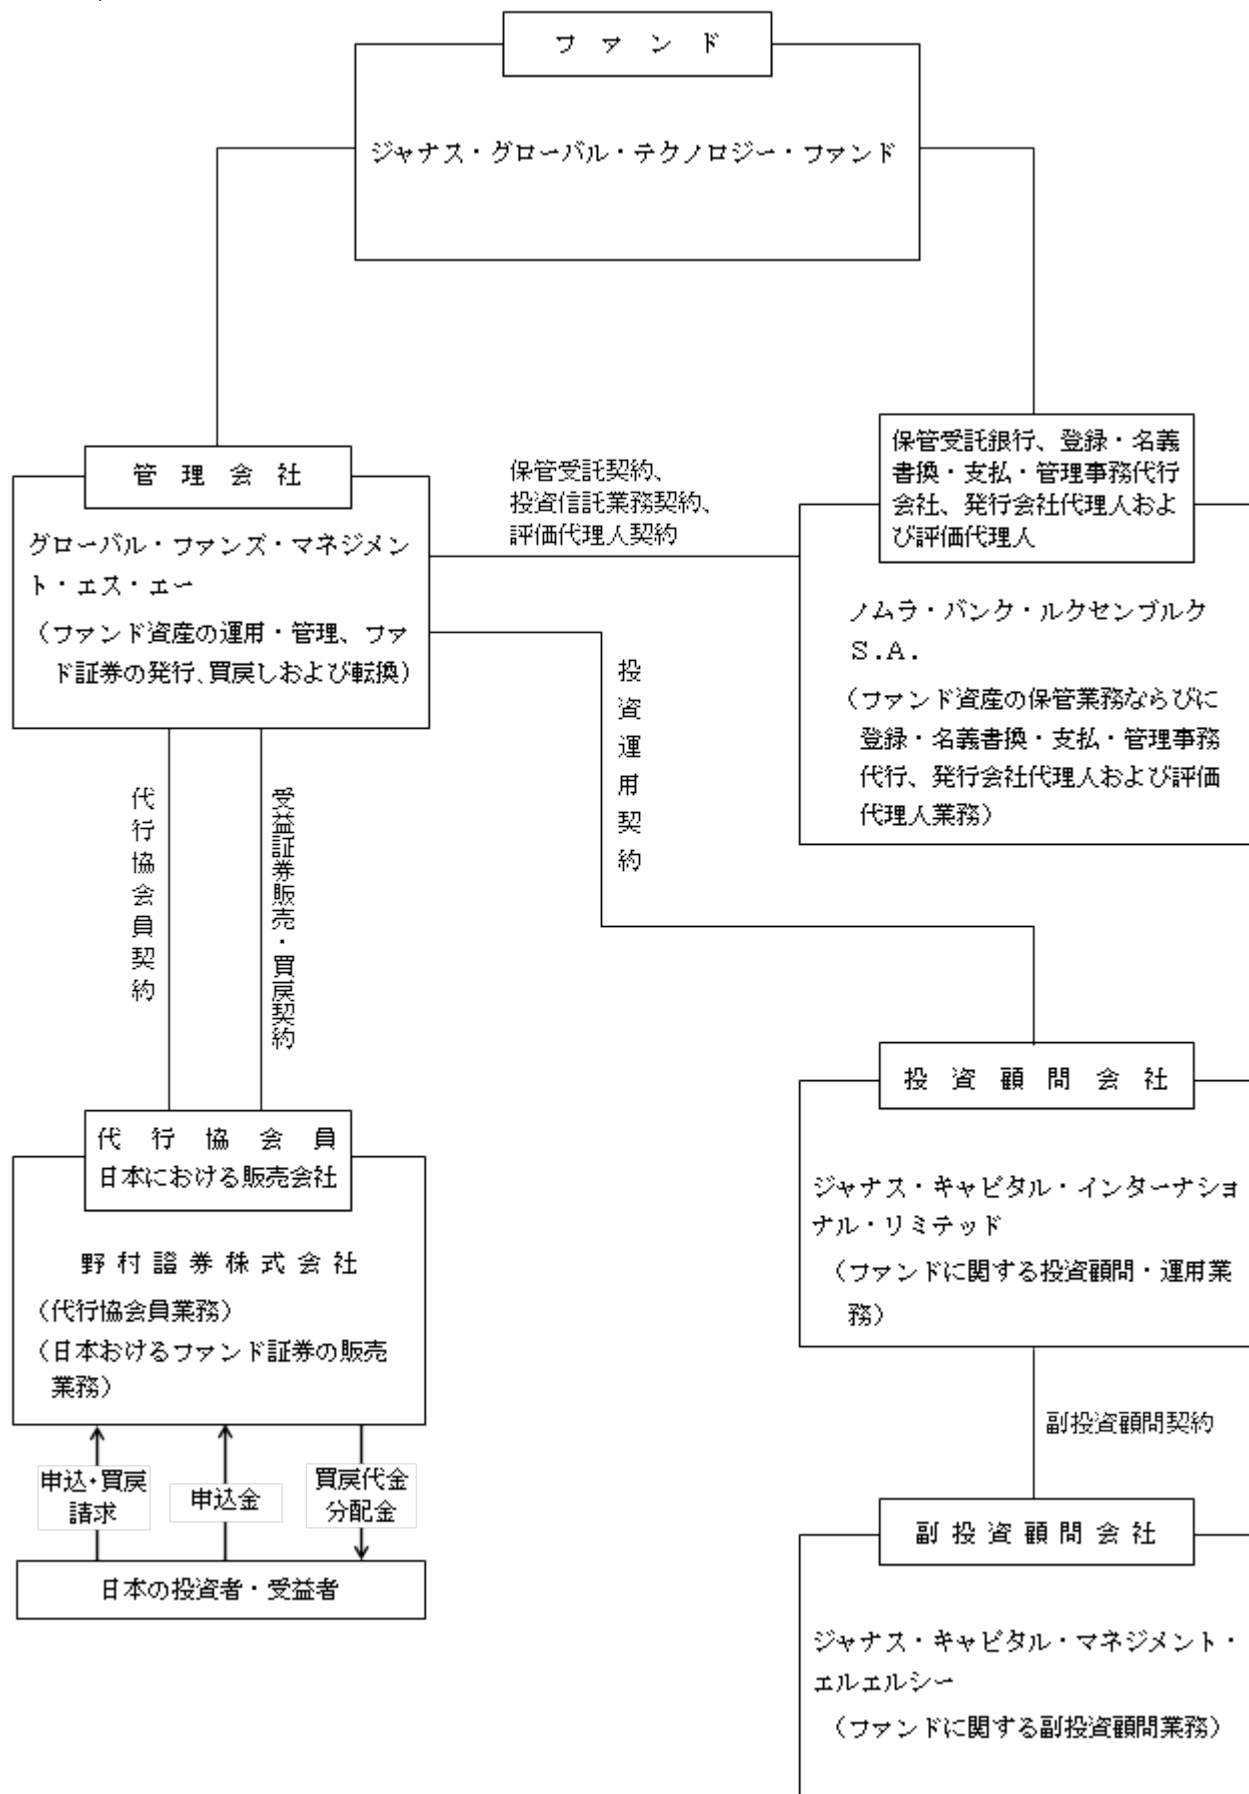 ファンド
ジャナス・グローバル・テクノロジー・ファンド
管理会社
グローバル・ファンズ・マネジメン
ト・エス・エー
（ファンド資産の運用・管理、ファ
ド証券の発行、買戻しおよび転換）
保管受託契約、
投資信託業務契約、
評価代理人契約
保管受託銀行、登録・名義
書換・支払・管理事務代行
会社、発行会社代理人およ
び評価代理人
ノムラ・バンク・ルクセンブルク
S.A.
（ファンド資産の保管業務ならびに
登録・名義書換・支払・管理事務
代行、発行会社代理人および評価
代理人業務）
投資運用契約
代行協会員契約
受益証券販売・買戻契約
代行協会員
日本における販売会社
野村證券株式会社
（代行協会員業務）
（日本おけるファンド証券の販売
業務）
申込・買戻
請求
申込金
買戻代金
分配金
日本の投資者・受益者
投資顧問会社
ジャナス・キャピタル・インターナショ
ナル・リミテッド
（ファンドに関する投資顧問・運用業
務）
副投資顧問契約
副投資顧問会社
ジャナス・キャピタル・マネジメント・
エルエルシー
（ファンドに関する副投資顧問業務）